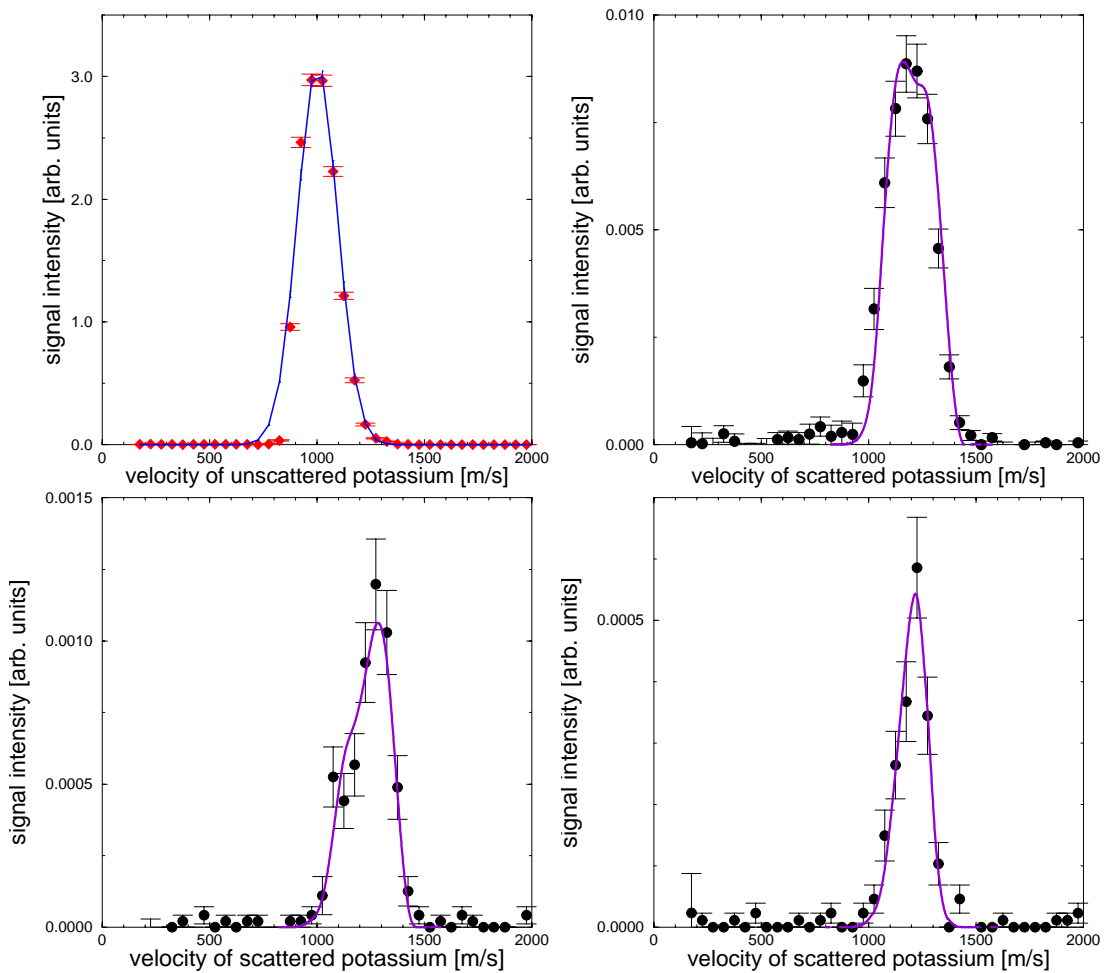 signal intensity [arb. units]
3.0
2.0
1.0
0.0
0 500 1000 1500 2000
velocity of unscattered potassium [m/s]
signal intensity [arb. units]
0.010
0.005
0.000
0 500 1000 1500 2000
velocity of scattered potassium [m/s]
signal intensity [arb. units]
0.0015
0.0010
0.0005
0.0000
0 500 1000 1500 2000
velocity of scattered potassium [m/s]
signal intensity [arb. units]
0.0005
0.0000
0 500 1000 1500 2000
velocity of scattered potassium [m/s]